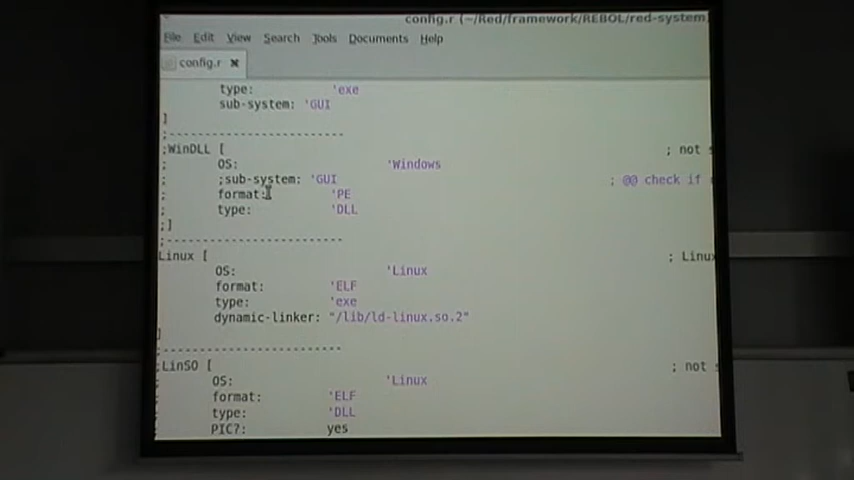 config.r (~/Red/framework/REBOL/red-system)
File Edit View Search Tools Documents Help
config.r ✖
type: 'exe
sub-system: 'GUI
]
;-------------------------
;WinDLL [ ; not
; OS: 'Windows
; ;sub-system: 'GUI ; @@ check if
; format: 'PE
; type: 'DLL
;]
;-------------------------
Linux [ ; Linux
OS: 'Linux
format: 'ELF
type: 'exe
dynamic-linker: "/lib/ld-linux.so.2"
]
;-------------------------
;LinSO [ ; not
; OS: 'Linux
; format: 'ELF
; type: 'DLL
; PIC?: yes